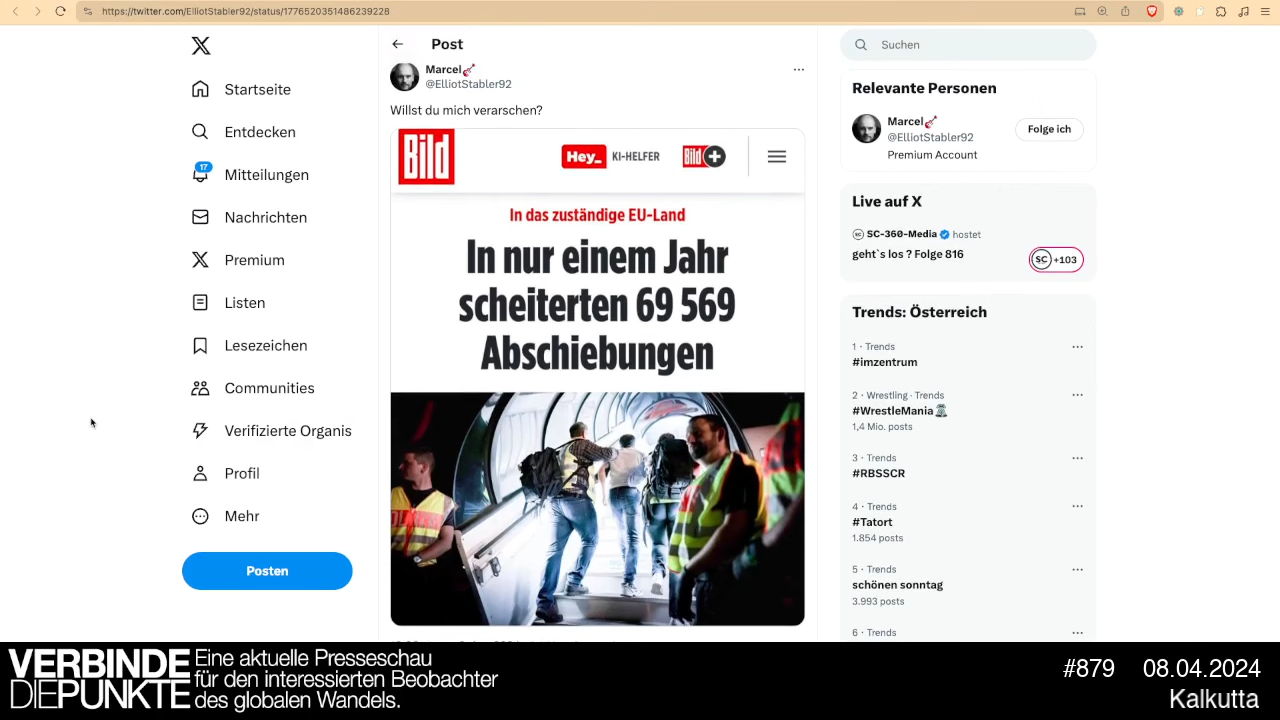 https://twitter.com/ElliotStabler92/status/1776520351486239228
Startseite
Entdecken
17
Mitteilungen
Nachrichten
Premium
Listen
Lesezeichen
Communities
Verifizierte Organis
Profil
Mehr
Posten
Post
Marcel
@ElliotStabler92
Willst du mich verarschen?
Bild
Hey_ KI-HELFER
Bild +
In das zuständige EU-Land
In nur einem Jahr
scheiterten 69 569
Abschiebungen
Suchen
Relevante Personen
Marcel
@ElliotStabler92
Premium Account
Folge ich
Live auf X
SC SC-360-Media hostet
geht`s los ? Folge 816
SC +103
Trends: Österreich
1 · Trends
#imzentrum
2 · Wrestling · Trends
#WrestleMania
1,4 Mio. posts
3 · Trends
#RBSSCR
4 · Trends
#Tatort
1.854 posts
5 · Trends
schönen sonntag
3.993 posts
6 · Trends
VERBINDE
DIEPUNKTE
Eine aktuelle Presseschau
für den interessierten Beobachter
des globalen Wandels.
#879 08.04.2024
Kalkutta